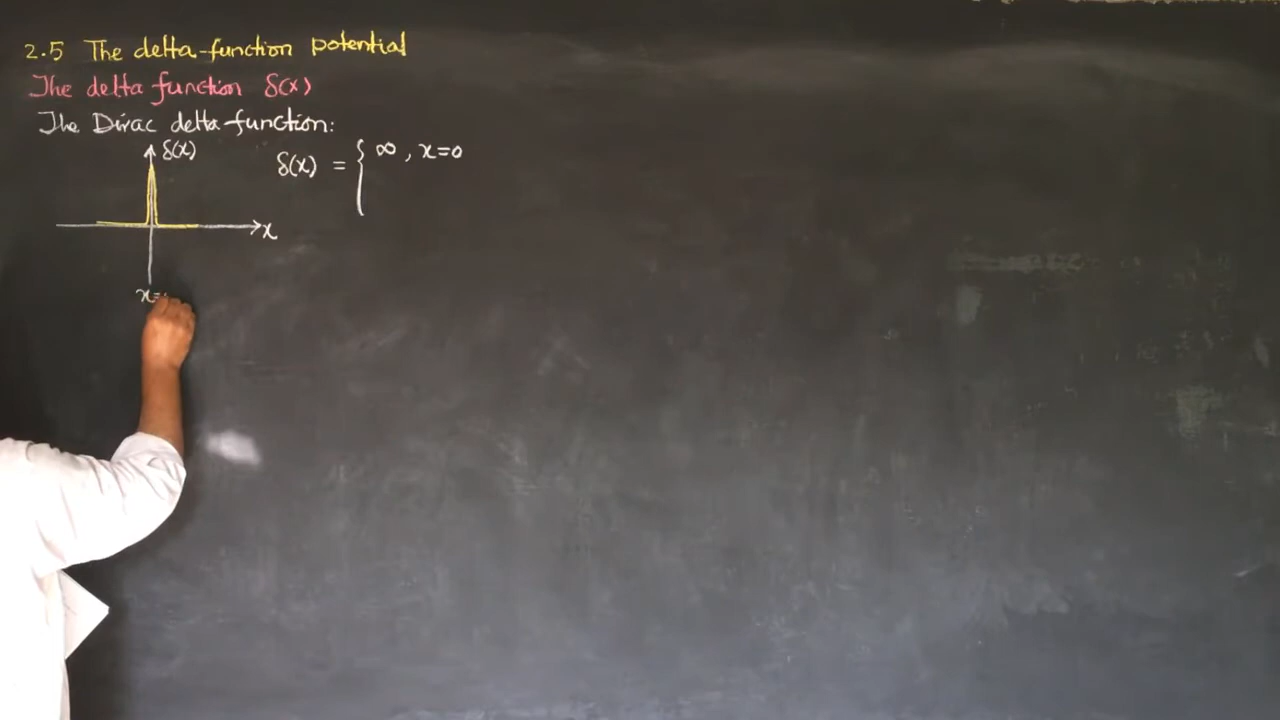 2.5 The delta-function potential
The delta function δ(x)
The Dirac delta-function:
δ(x)
δ(x) = { ∞ , x=0
x
x=